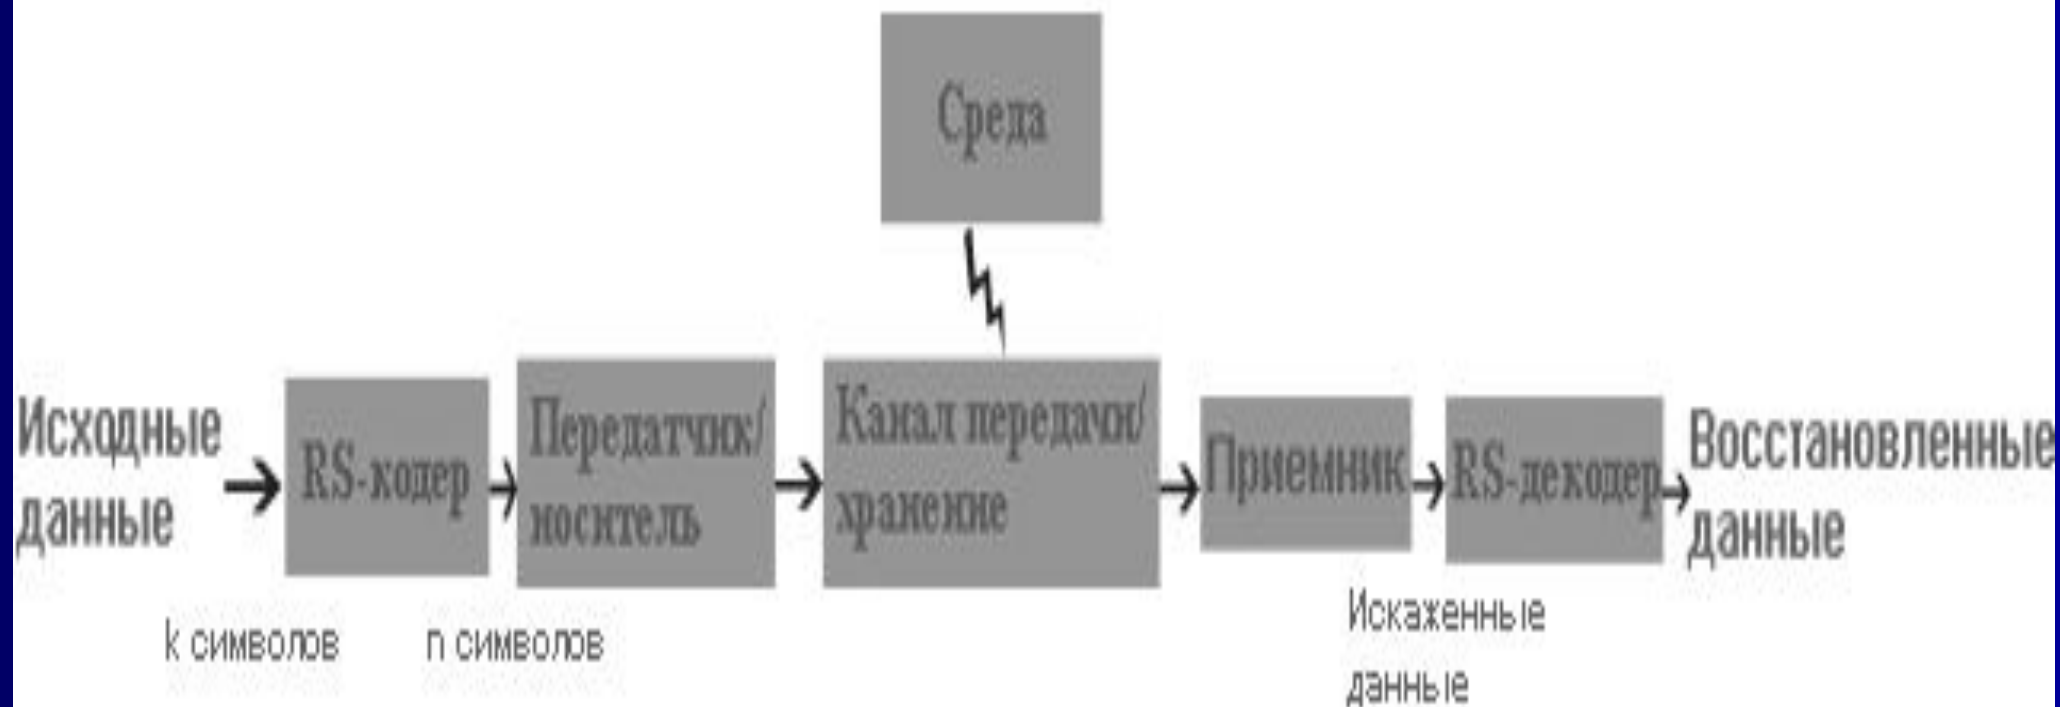 Среда
Исходные
данные
RS-кодер
Передатчик/
носитель
Канал передачи/
хранение
Приемник
RS-декодер
Восстановленные
данные
k символов
n символов
Искаженные
данные